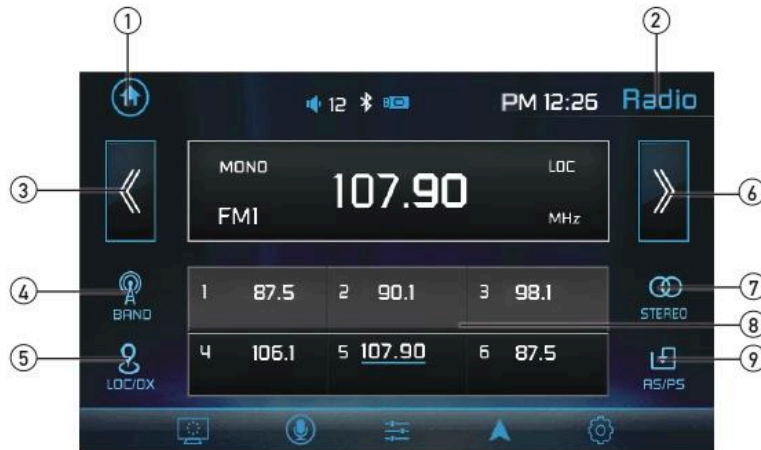 1 2
12 PM 12:26 Radio
MONO 107.90 LOC
FM1 MHz
3 6
4 BAND 7 STEREO
1 87.5 2 90.1 3 98.1
8
4 106.1 5 107.90 6 87.5
5 LOC/DX 9 AS/PS